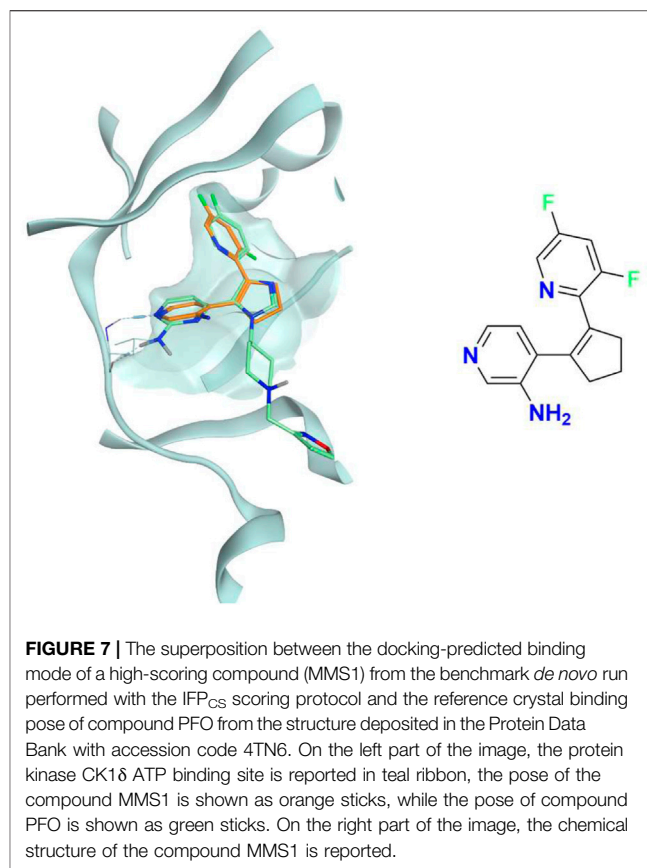 F
F
N
N
NH2
FIGURE 7 | The superposition between the docking-predicted binding
mode of a high-scoring compound (MMS1) from the benchmark de novo run
performed with the IFPCS scoring protocol and the reference crystal binding
pose of compound PFO from the structure deposited in the Protein Data
Bank with accession code 4TN6. On the left part of the image, the protein
kinase CK1δ ATP binding site is reported in teal ribbon, the pose of the
compound MMS1 is shown as orange sticks, while the pose of compound
PFO is shown as green sticks. On the right part of the image, the chemical
structure of the compound MMS1 is reported.